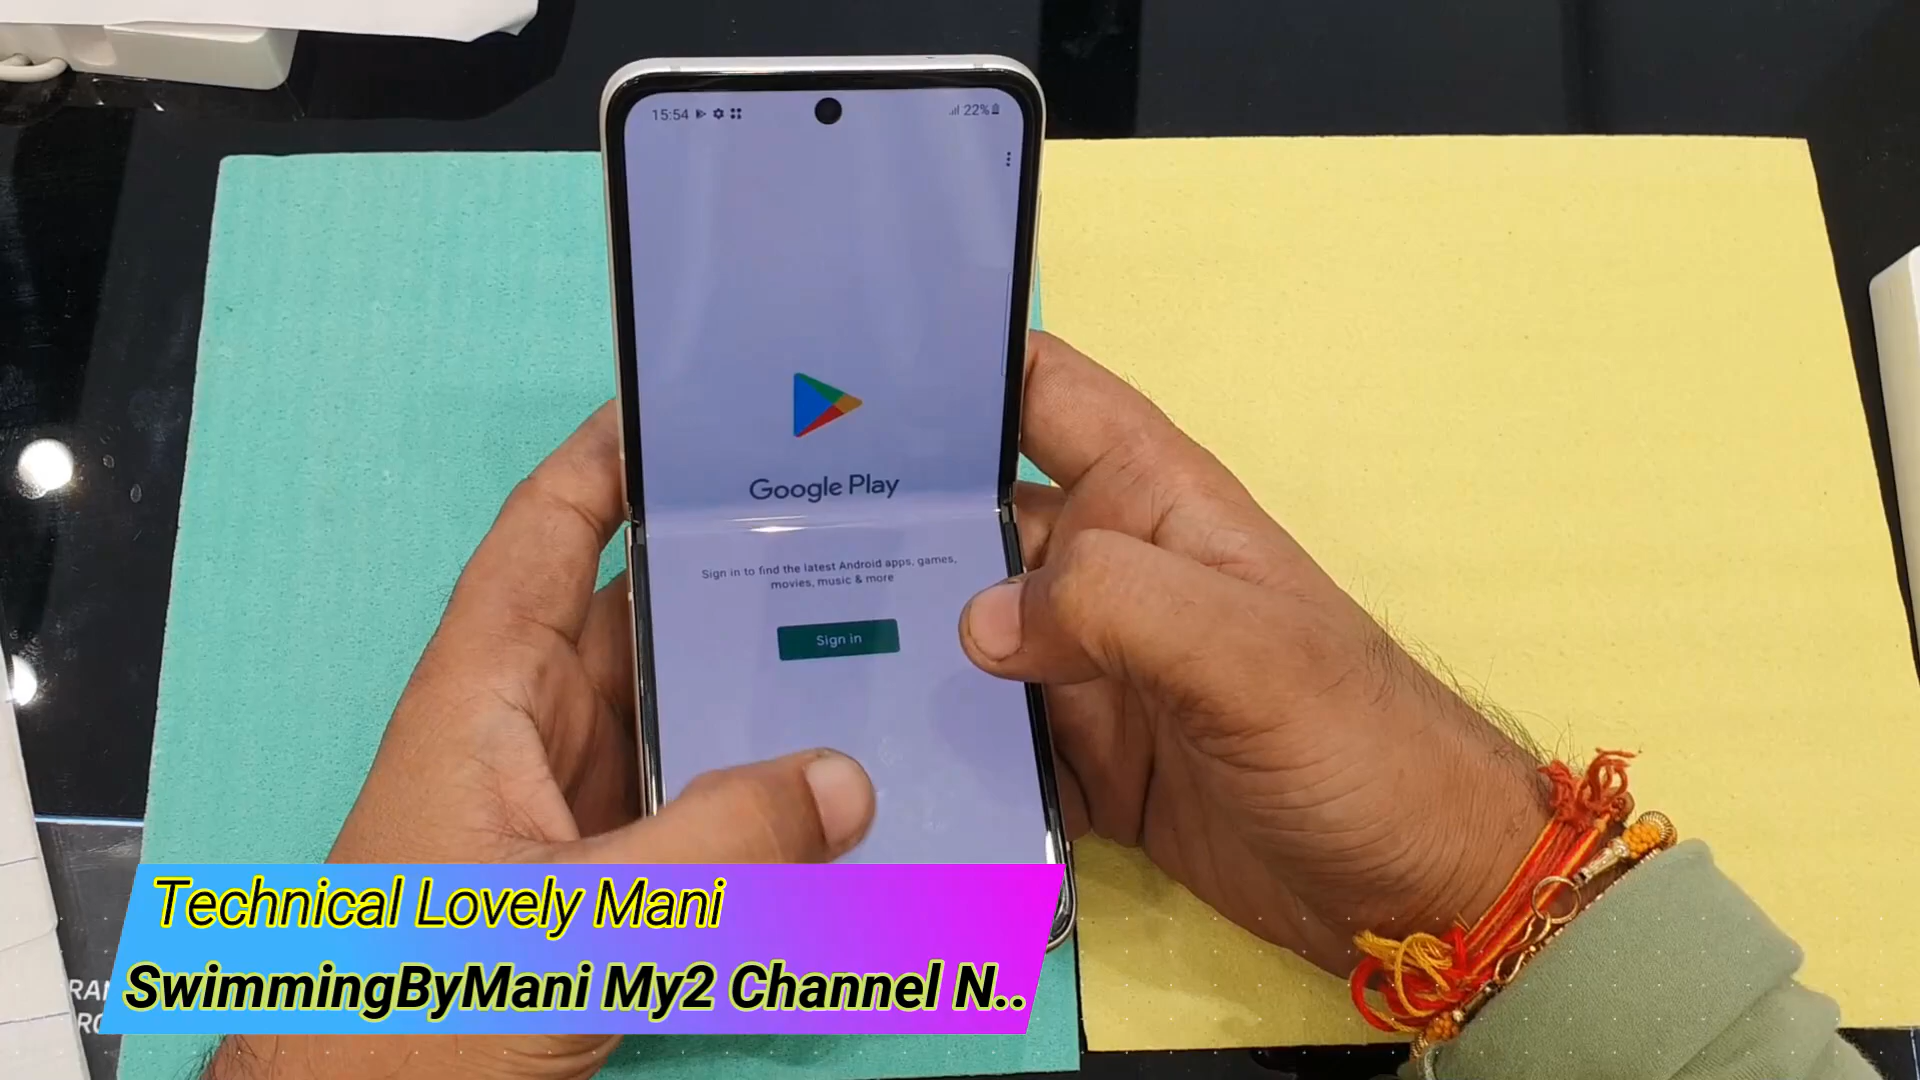 15:54
22%
Google Play
Sign in to find the latest Android apps, games,
movies, music & more
Sign in
Technical Lovely Mani
SwimmingByMani My2 Channel N..